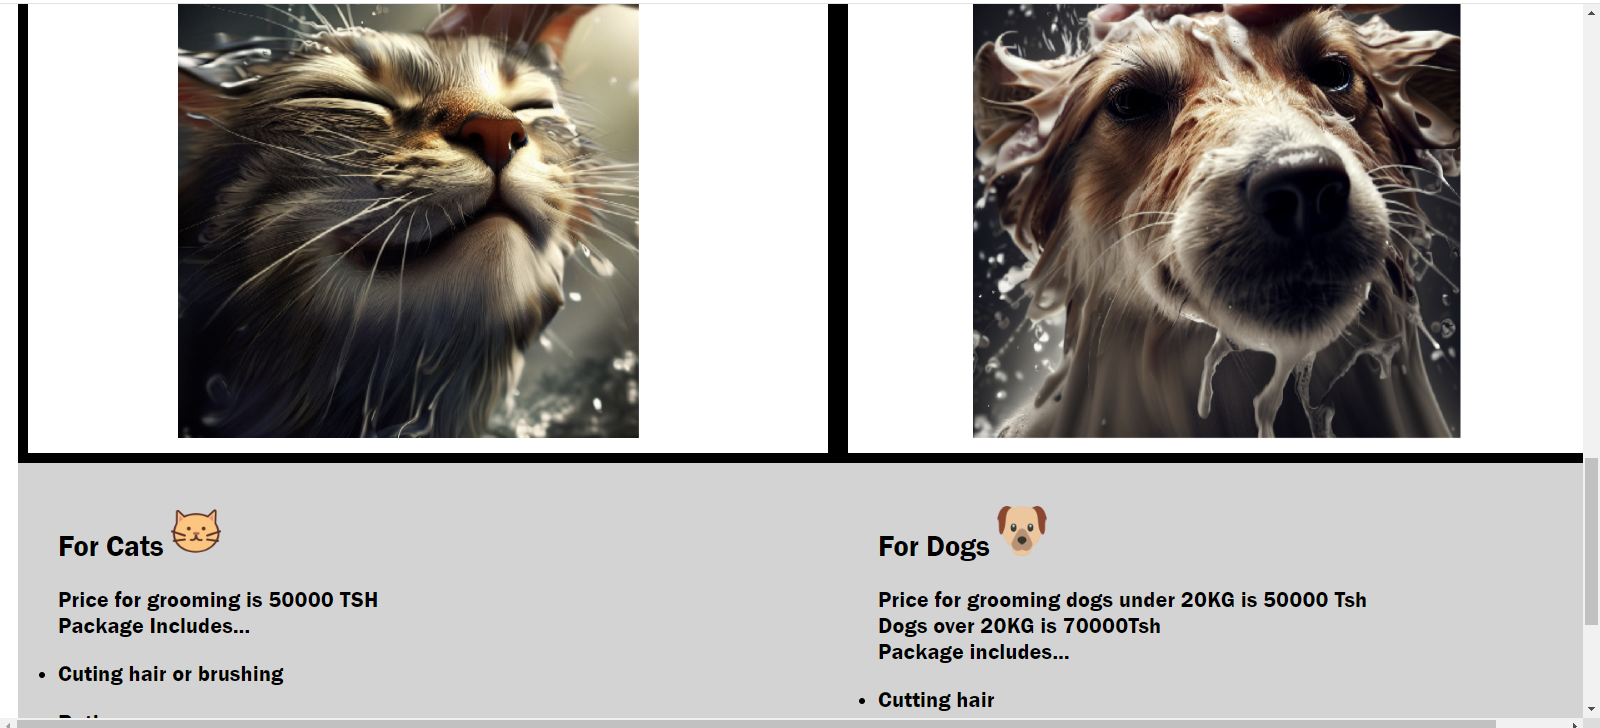 For Cats
Price for grooming is 50000 TSH
Package Includes...
Cuting hair or brushing
For Dogs
Price for grooming dogs under 20KG is 50000 Tsh
Dogs over 20KG is 70000Tsh
Package includes...
Cutting hair